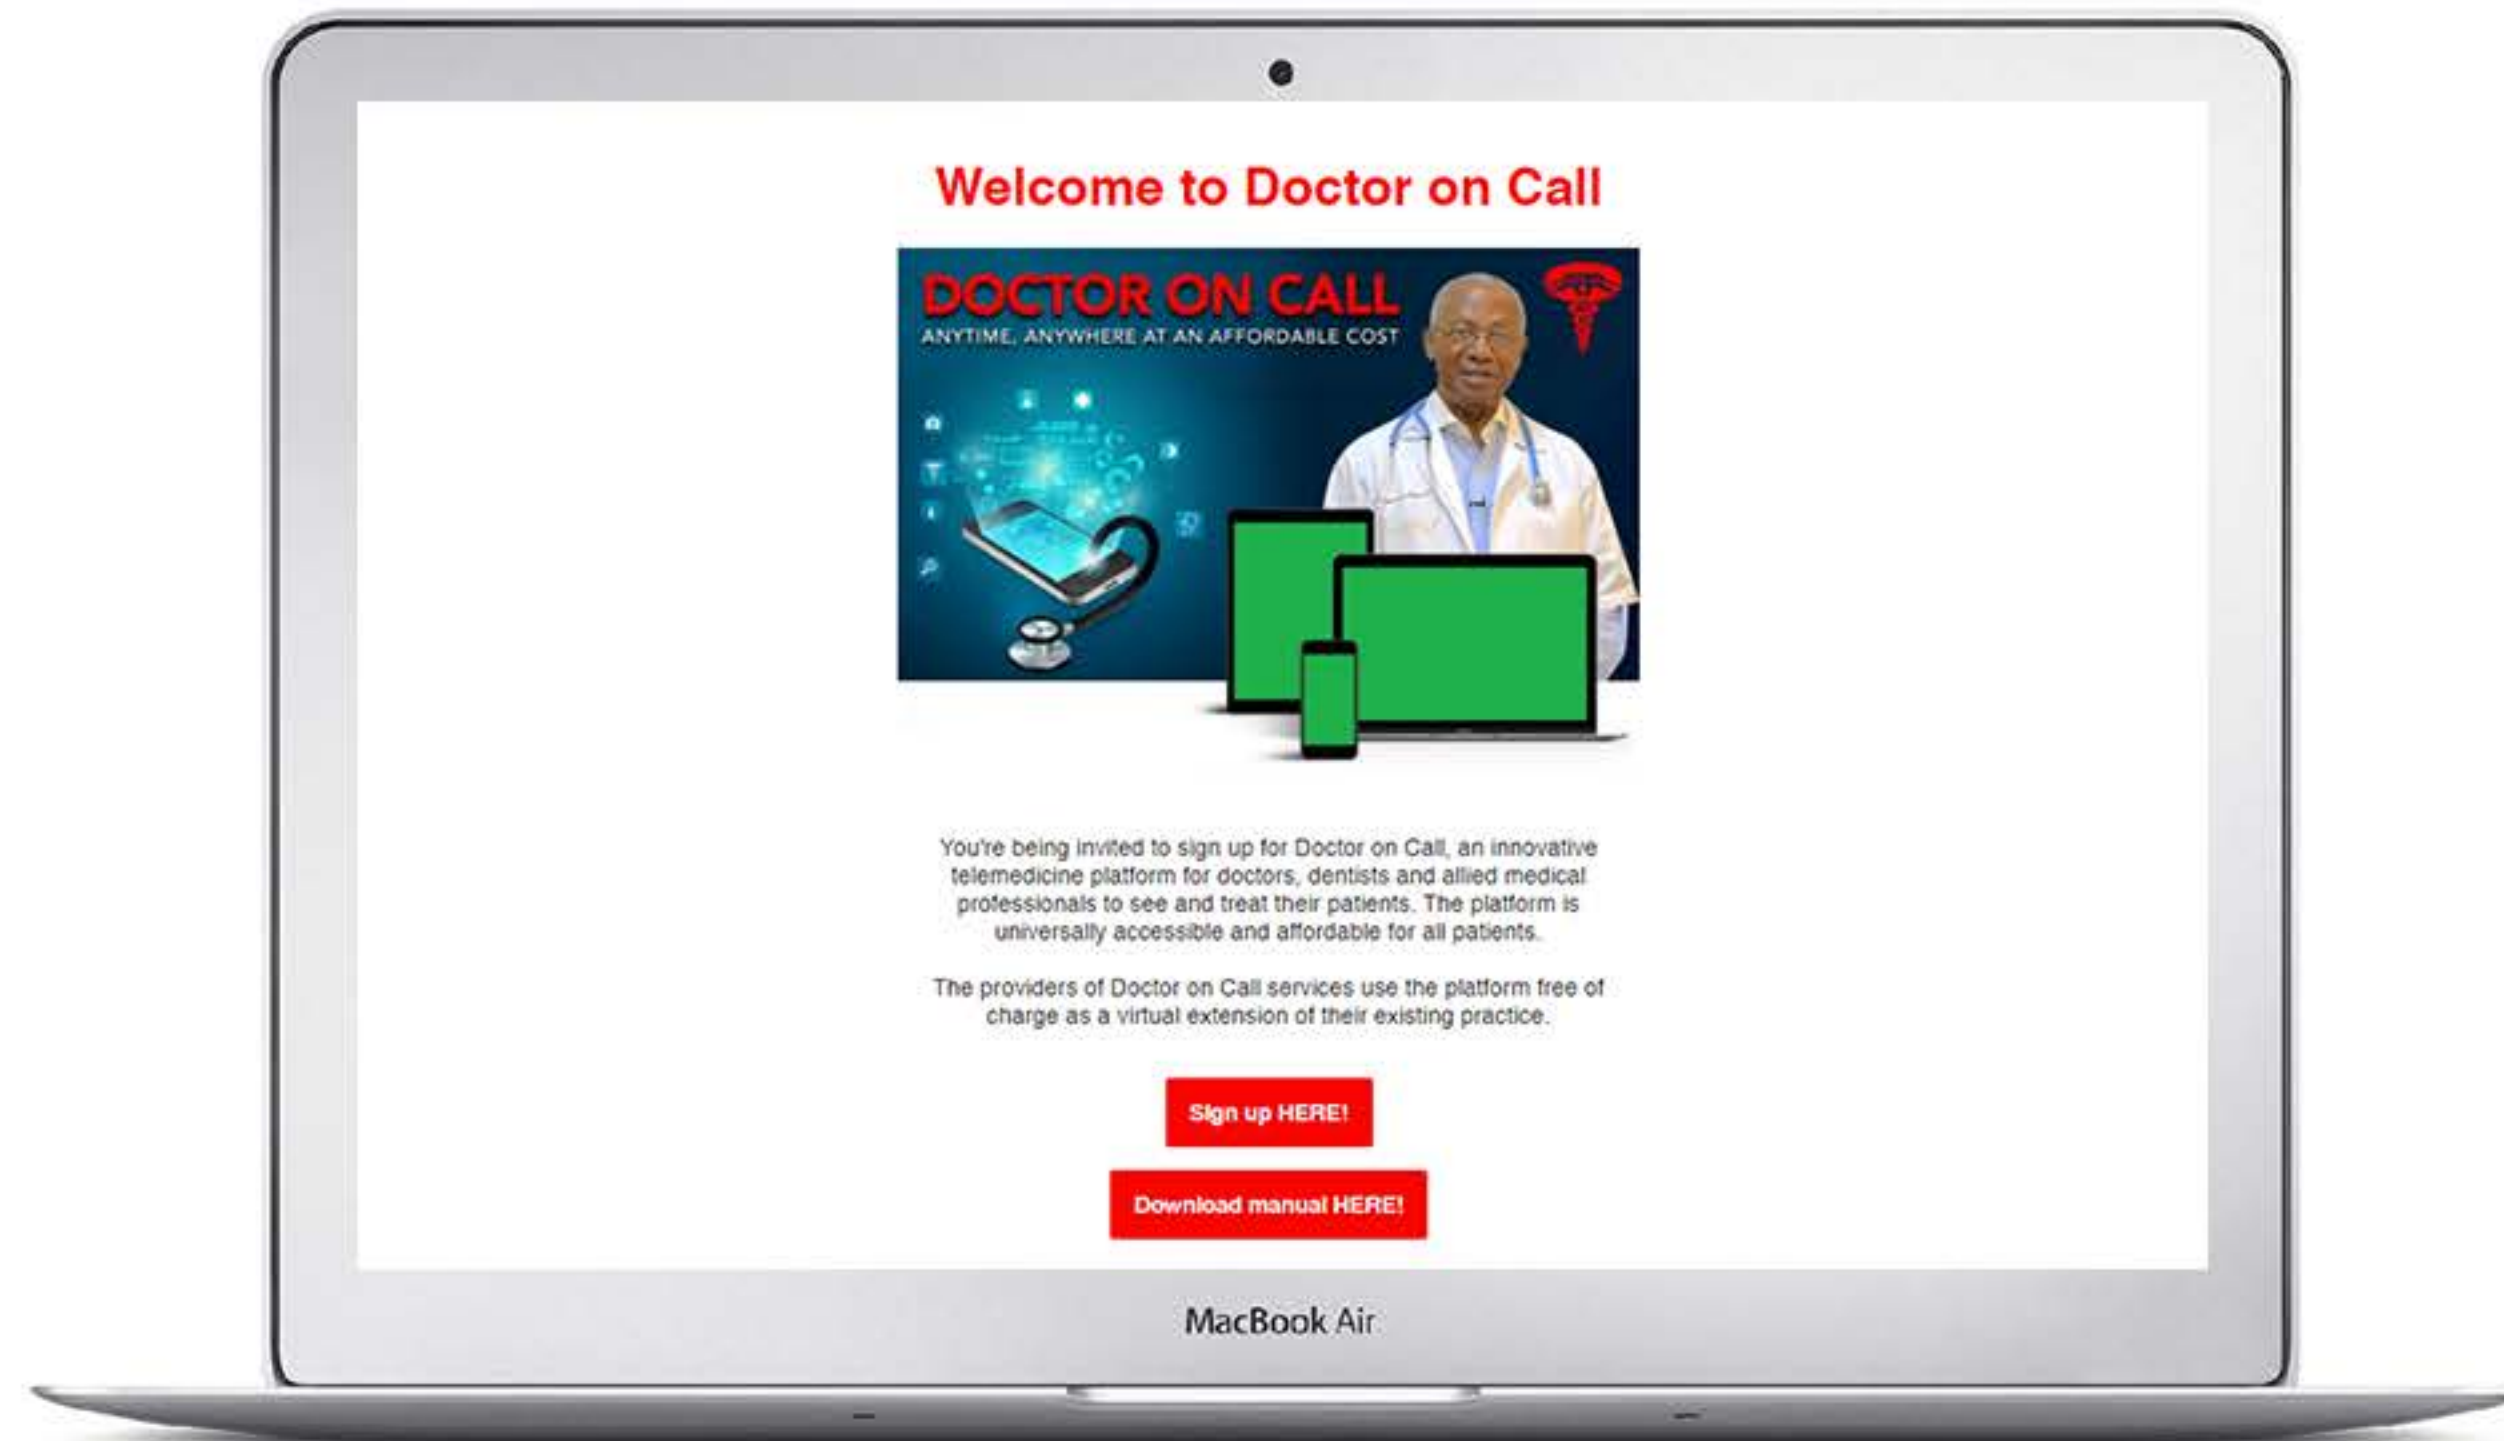 Welcome to Doctor on Call
DOCTOR ON CALL
ANYTIME, ANYWHERE AT AN AFFORDABLE COST
You're being invited to sign up for Doctor on Call, an innovative
telemedicine platform for doctors, dentists and allied medical
professionals to see and treat their patients. The platform is
universally accessible and affordable for all patients.
The providers of Doctor on Call services use the platform free of
charge as a virtual extension of their existing practice.
Sign up HERE!
Download manual HERE!
MacBook Air